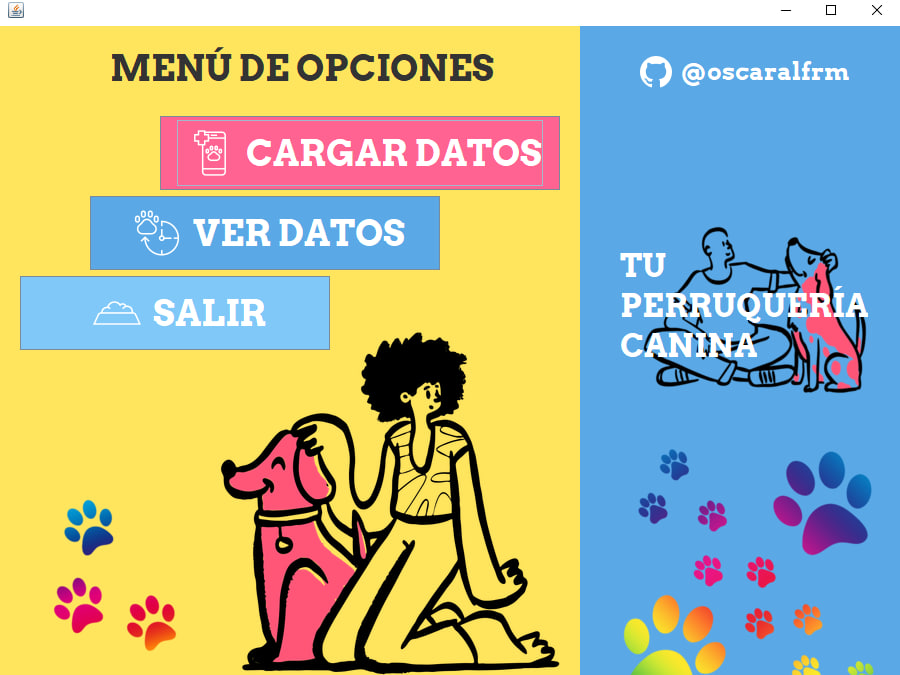 MENÚ DE OPCIONES
CARGAR DATOS
VER DATOS
SALIR
@oscaralfrm
TU
PERRUQUERÍA
CANINA